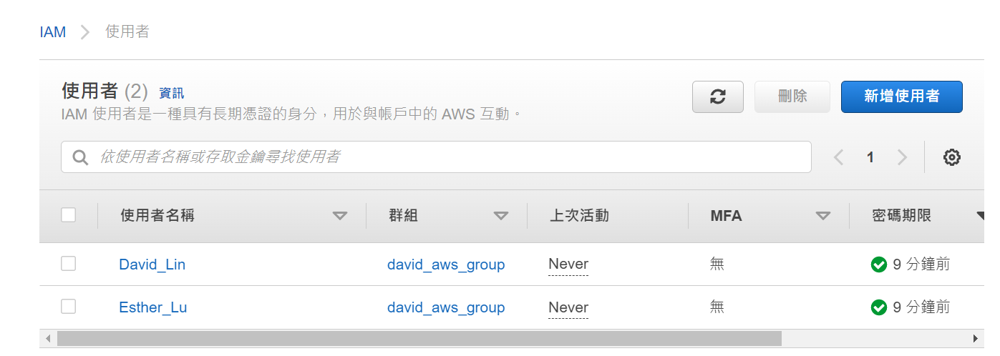 IAM 使用者
使用者 (2) 資訊
刪除 新增使用者
IAM 使用者是一種具有長期憑證的身分，用於與帳戶中的 AWS 互動。
依使用者名稱或存取金鑰尋找使用者 1
使用者名稱 群組 上次活動 MFA 密碼期限
David_Lin david_aws_group Never 無 9 分鐘前
Esther_Lu david_aws_group Never 無 9 分鐘前